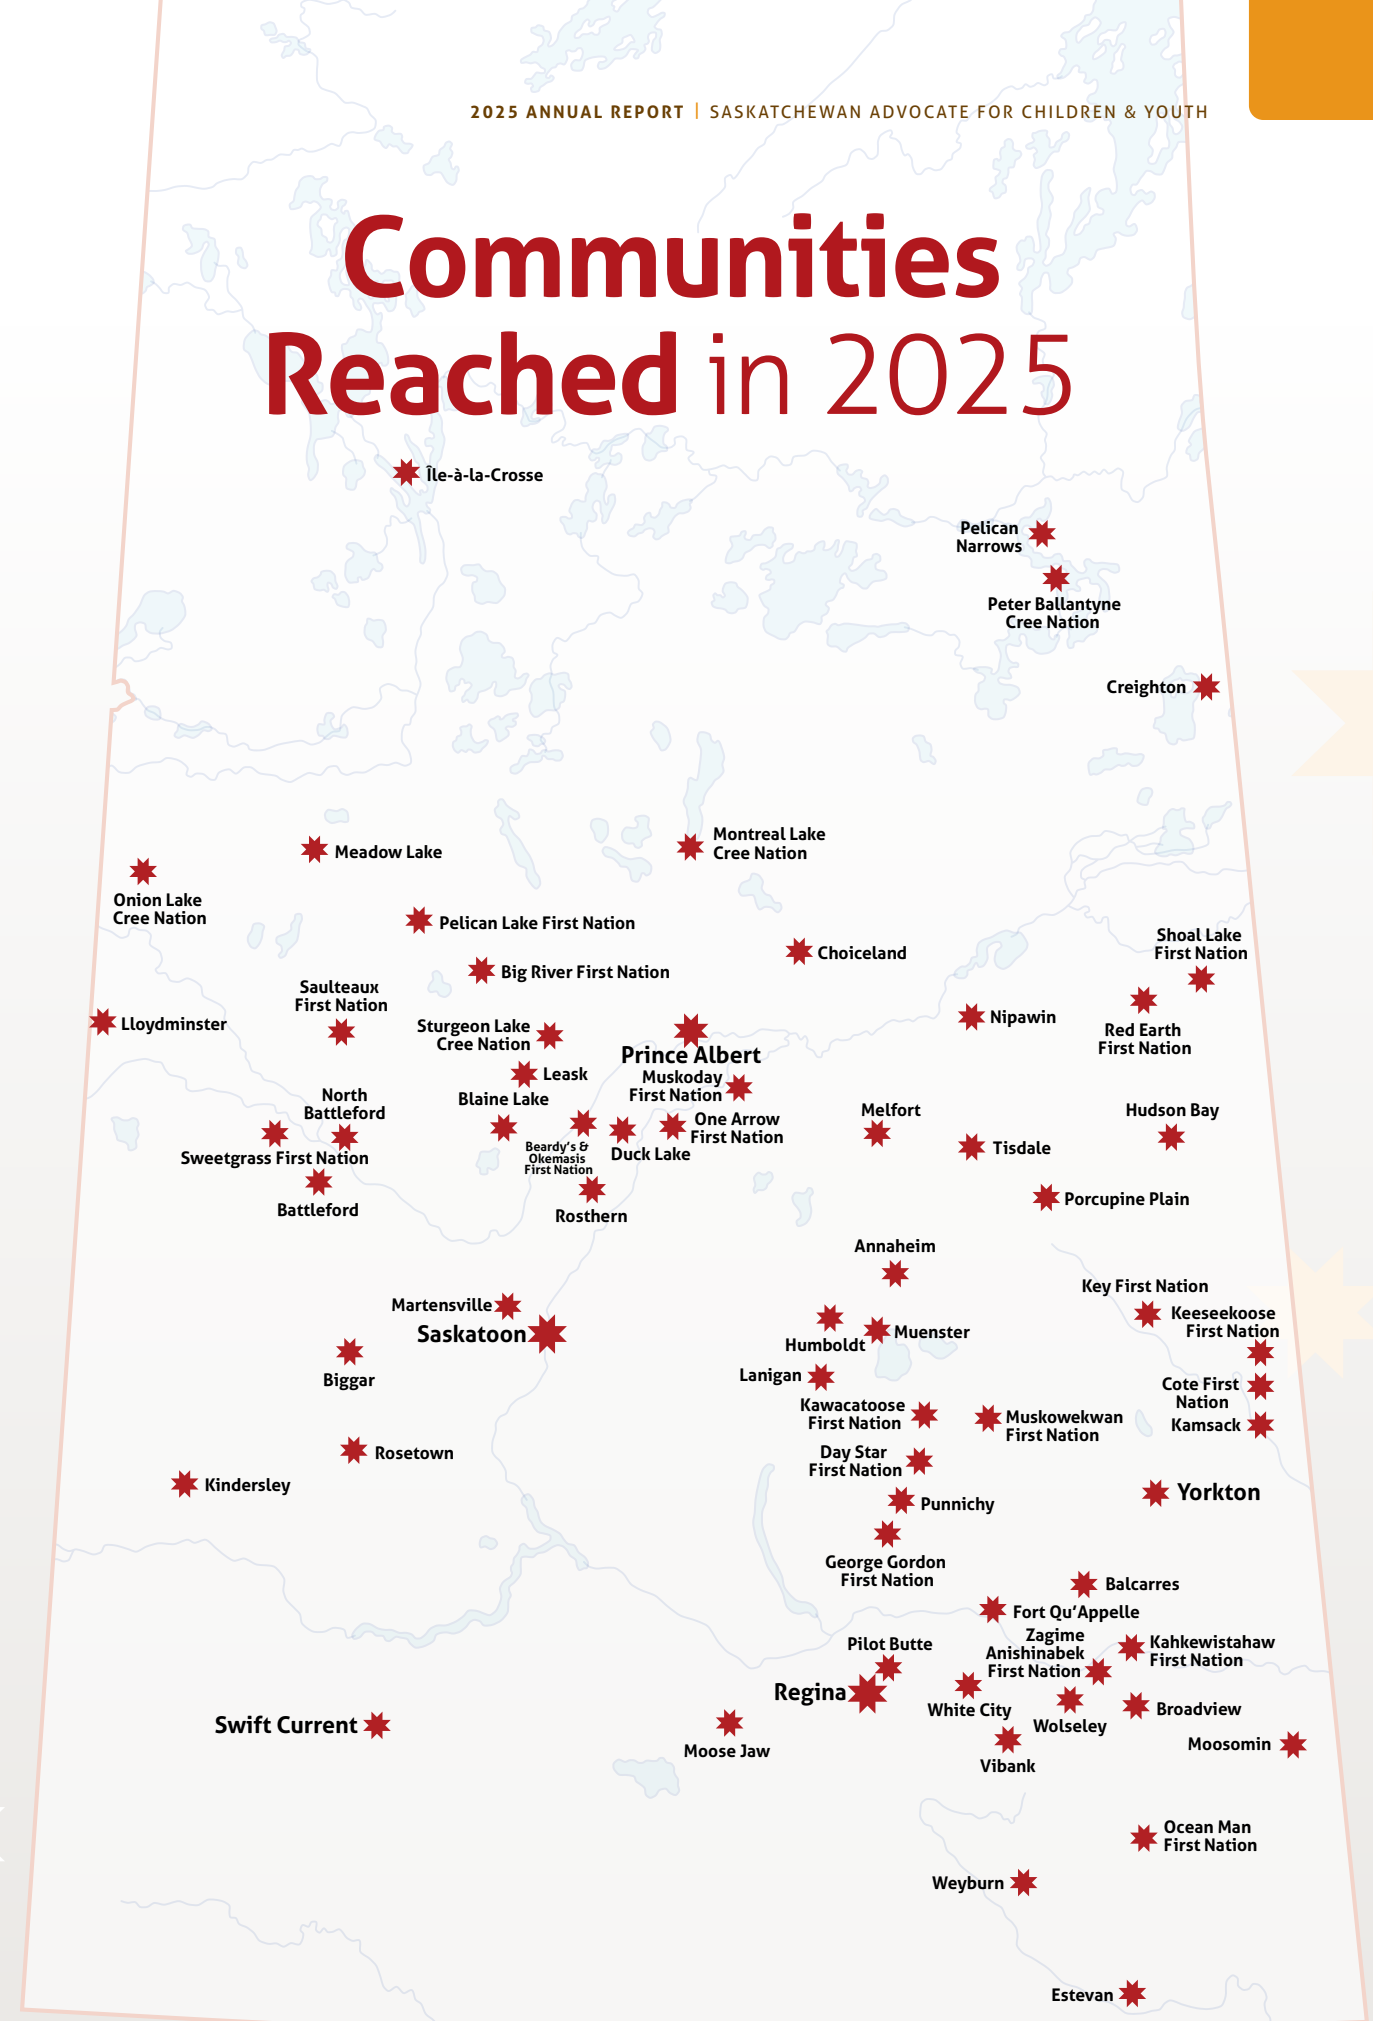 2025 ANNUAL REPORT | SASKATCHEWAN ADVOCATE FOR CHILDREN & YOUTH
Communities
Reached in 2025
Île-à-la-Crosse
Pelican
Narrows
Peter Ballantyne
Cree Nation
Creighton
Montreal Lake
Cree Nation
Meadow Lake
Onion Lake
Cree Nation
Pelican Lake First Nation
Choiceland
Shoal Lake
First Nation
Big River First Nation
Saulteaux
First Nation
Lloydminster
Sturgeon Lake
Cree Nation
Prince Albert
Nipawin
Red Earth
First Nation
Leask
Muskoday
First Nation
North
Battleford
Blaine Lake
Melfort
Hudson Bay
One Arrow
First Nation
Beardy's &
Okemasis
First Nation
Duck Lake
Tisdale
Sweetgrass First Nation
Battleford
Rosthern
Porcupine Plain
Annaheim
Key First Nation
Martensville
Keeseekoose
First Nation
Saskatoon
Humboldt
Muenster
Biggar
Lanigan
Cote First
Nation
Kawacatoose
First Nation
Muskowekwan
First Nation
Kamsack
Rosetown
Day Star
First Nation
Kindersley
Punnichy
Yorkton
George Gordon
First Nation
Balcarres
Fort Qu'Appelle
Zagime
Anishinabek
First Nation
Kahkewistahaw
First Nation
Pilot Butte
Regina
White City
Broadview
Swift Current
Wolseley
Moose Jaw
Moosomin
Vibank
Ocean Man
First Nation
Weyburn
Estevan